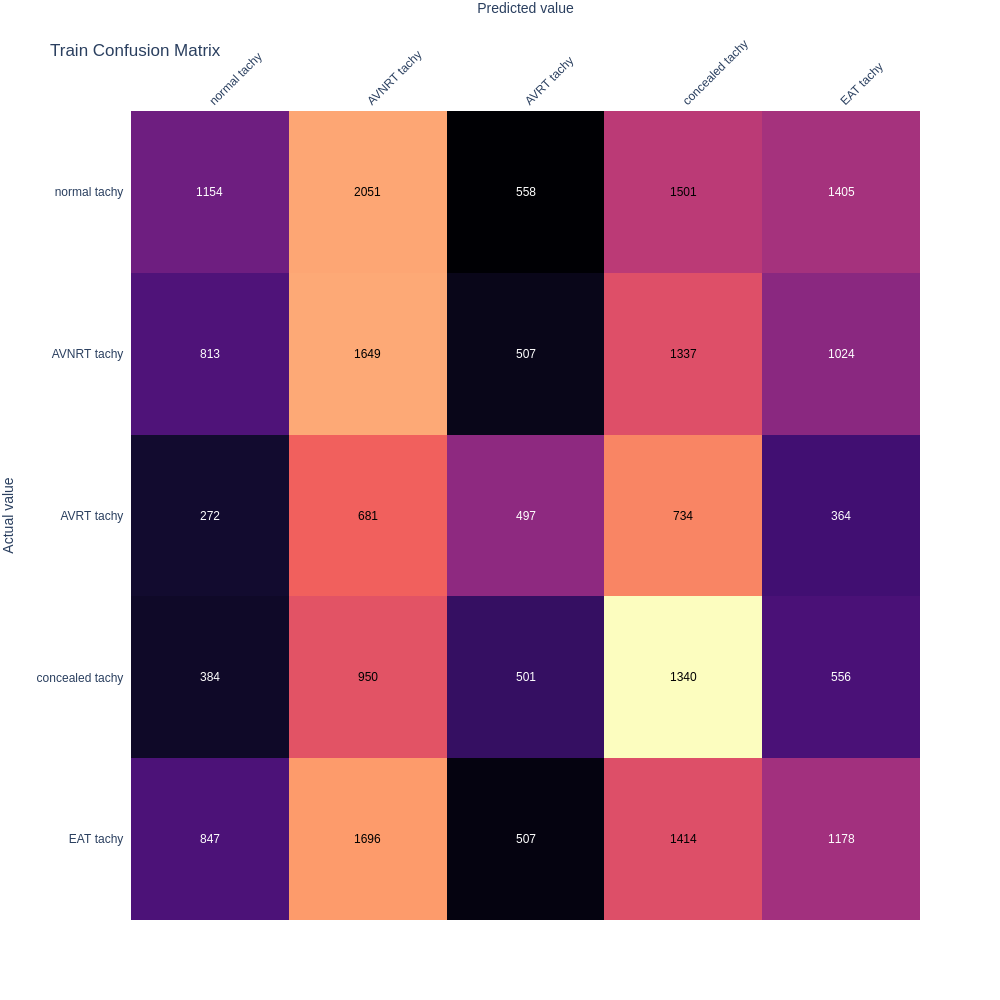 Predicted value
Train Confusion Matrix
normal tachy
AVNRT tachy
AVRT tachy
concealed tachy
EAT tachy
Actual value
normal tachy 1154 2051 558 1501 1405
AVNRT tachy 813 1649 507 1337 1024
AVRT tachy 272 681 497 734 364
concealed tachy 384 950 501 1340 556
EAT tachy 847 1696 507 1414 1178